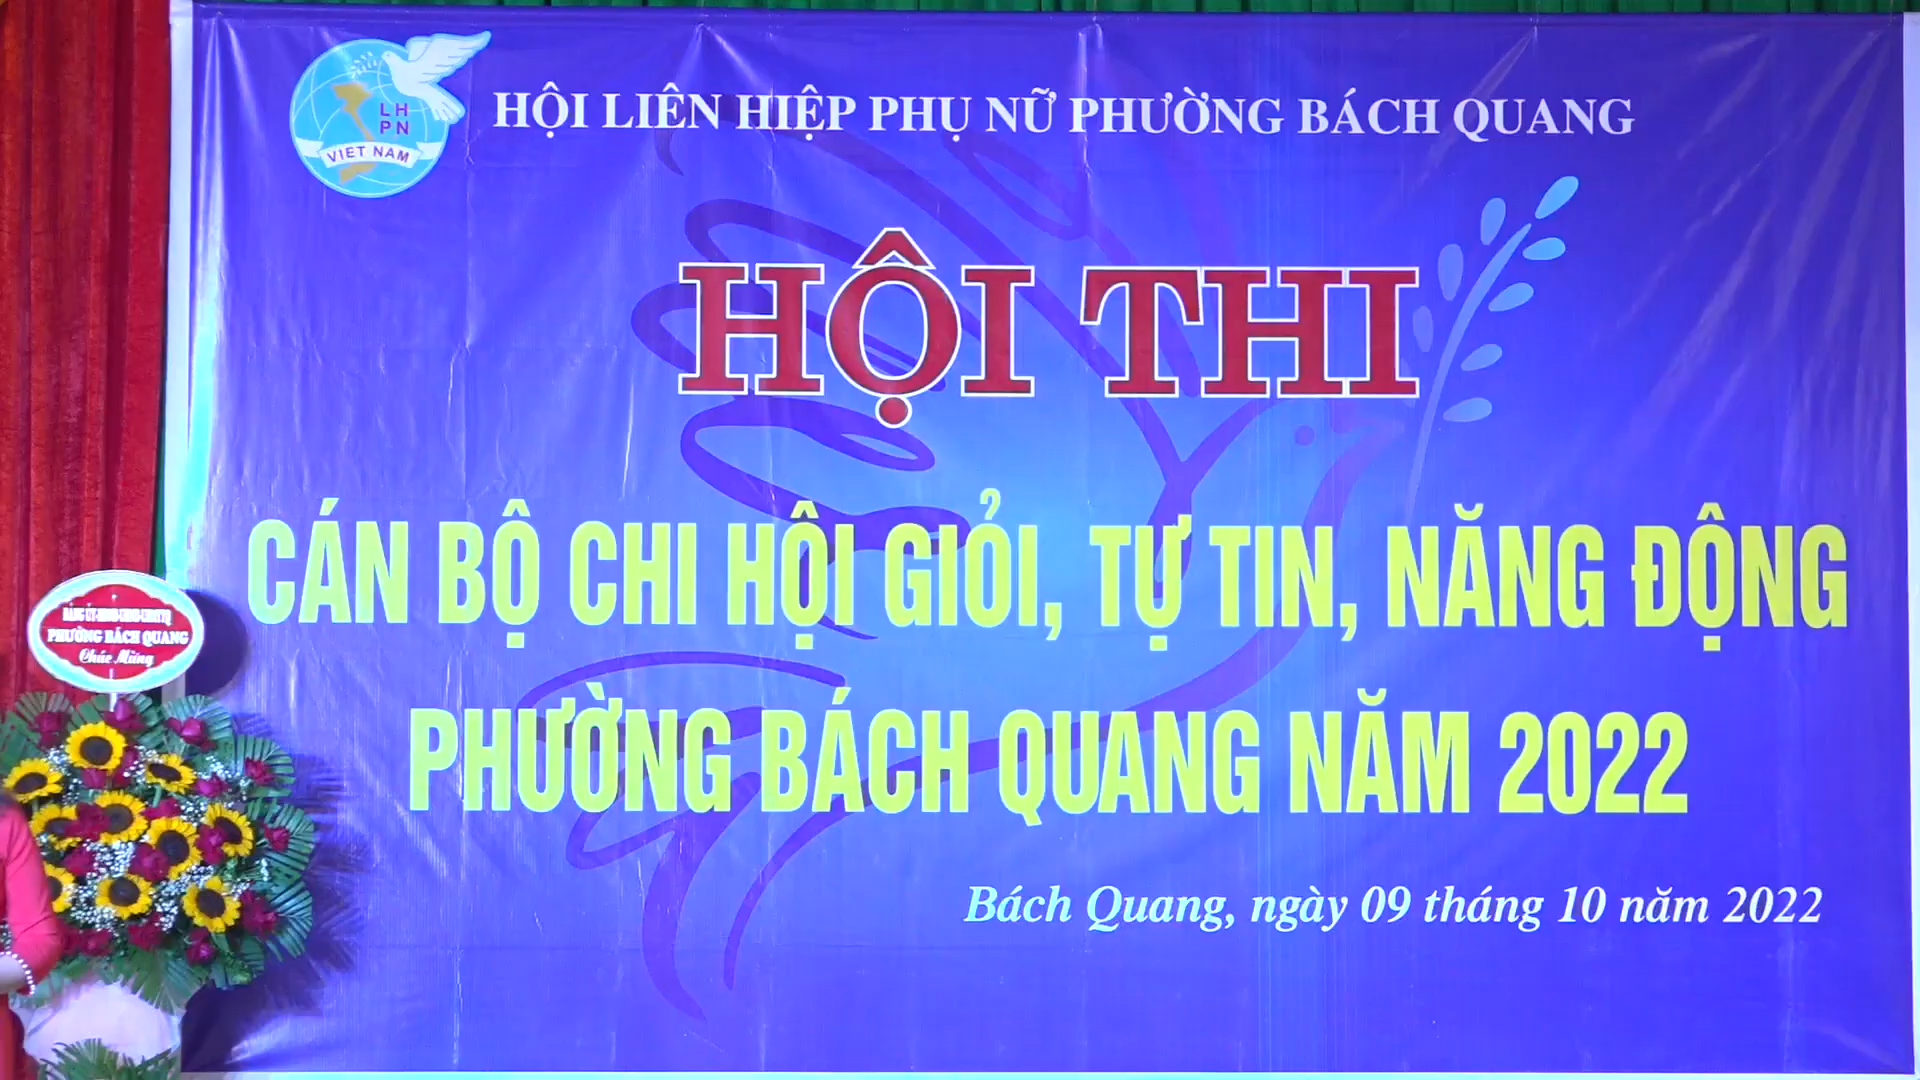 LH
PN
VIET NAM
HỘI LIÊN HIỆP PHỤ NỮ PHƯỜNG BÁCH QUANG
HỘI THI
CÁN BỘ CHI HỘI GIỎI, TỰ TIN, NĂNG ĐỘNG
PHƯỜNG BÁCH QUANG NĂM 2022
Bách Quang, ngày 09 tháng 10 năm 2022
PHƯỜNG BÁCH QUANG
Chúc Mừng